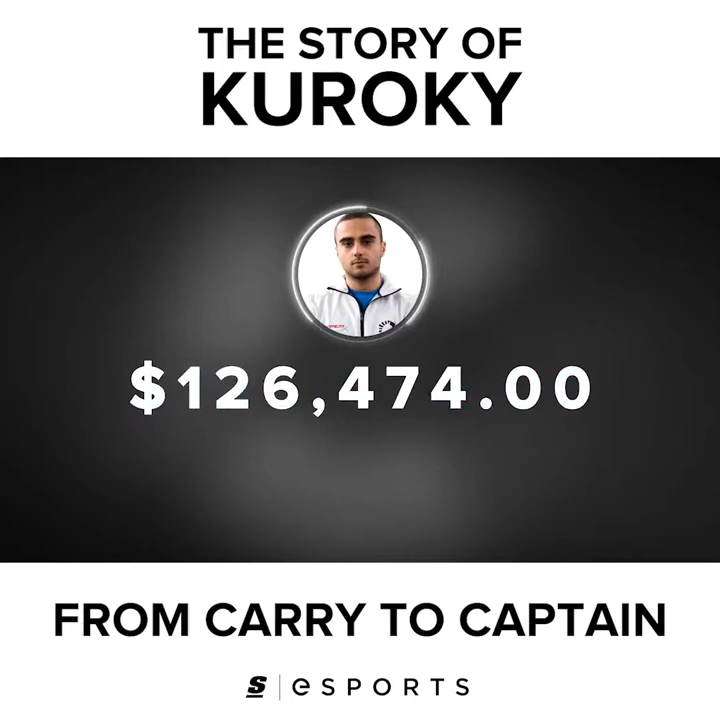 THE STORY OF
KUROKY
$126,474.00
FROM CARRY TO CAPTAIN
S | eSPORTS